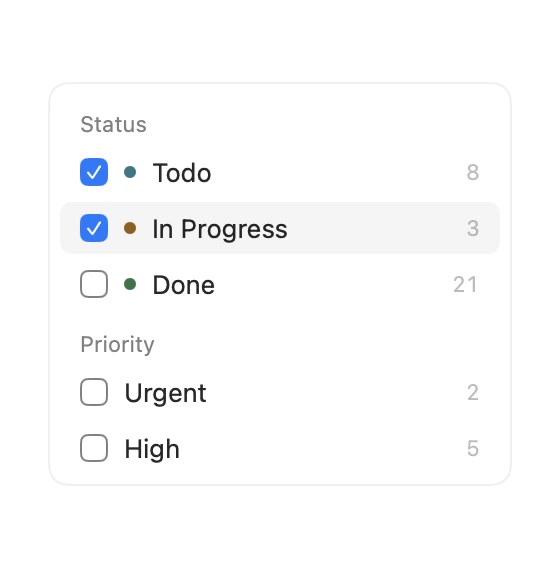 Status
Todo 8
In Progress 3
Done 21
Priority
Urgent 2
High 5